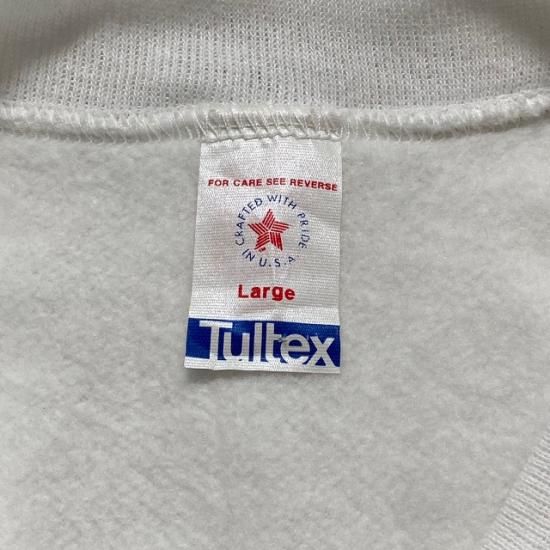 FOR CARE SEE REVERSE
CRAFTED WITH PRIDE
IN U.S.A
Large
Tultex